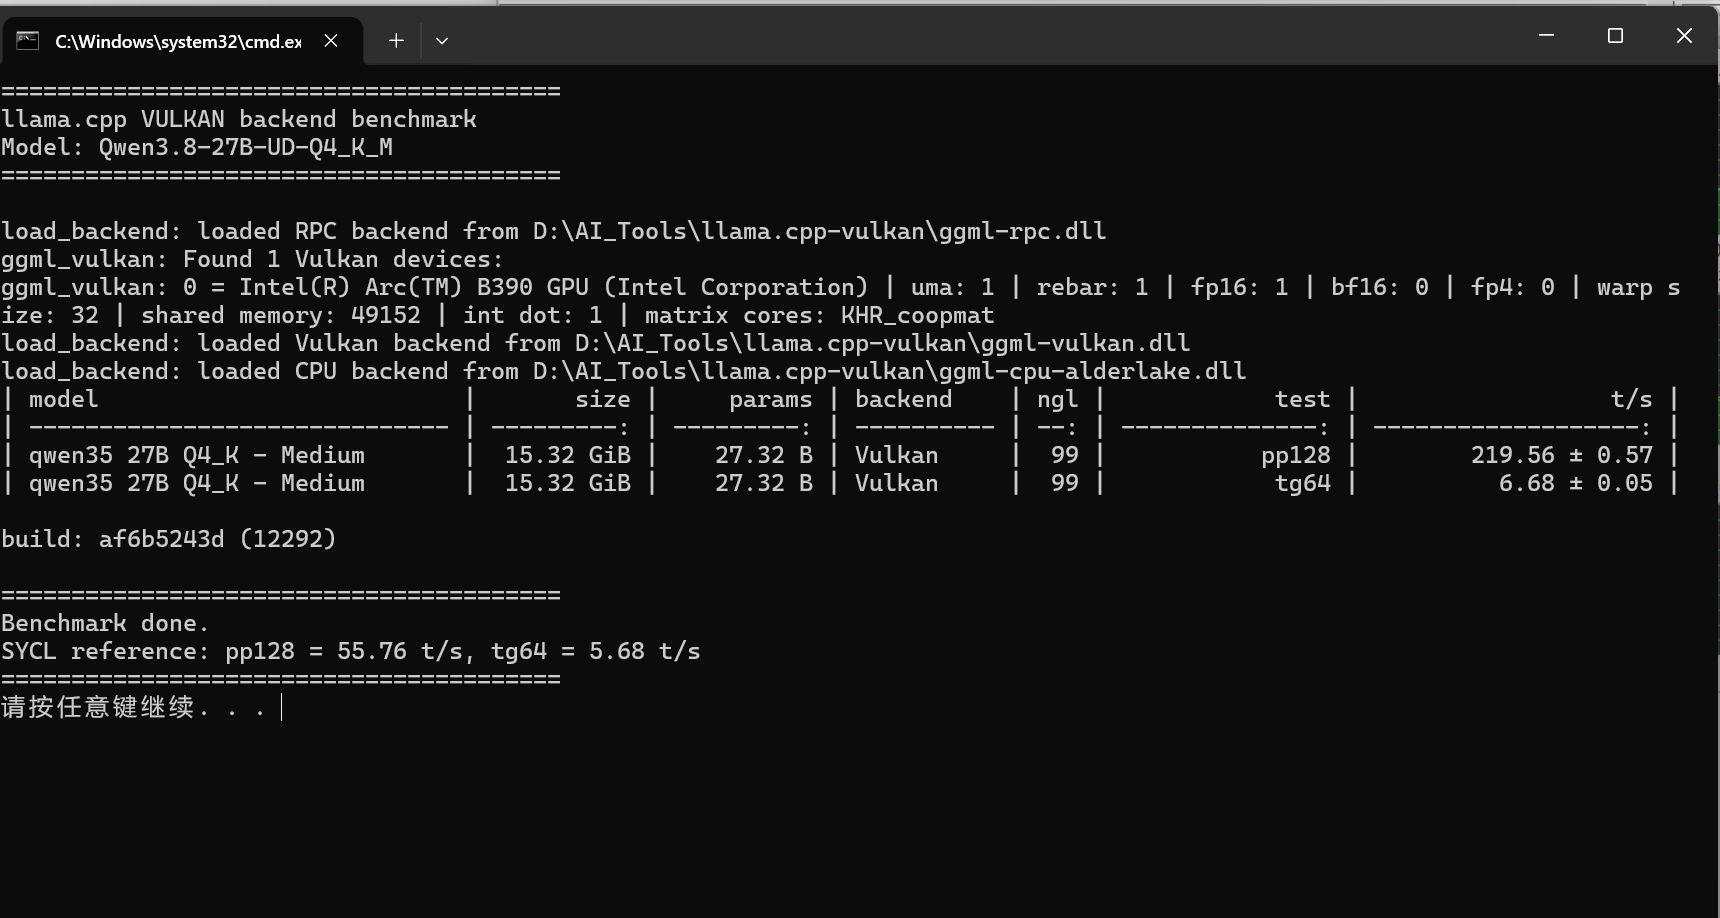 C:\Windows\system32\cmd.ex
========================================
llama.cpp VULKAN backend benchmark
Model: Qwen3.8-27B-UD-Q4_K_M
========================================
load_backend: loaded RPC backend from D:\AI_Tools\llama.cpp-vulkan\ggml-rpc.dll
ggml_vulkan: Found 1 Vulkan devices:
ggml_vulkan: 0 = Intel(R) Arc(TM) B390 GPU (Intel Corporation) | uma: 1 | rebar: 1 | fp16: 1 | bf16: 0 | fp4: 0 | warp s
ize: 32 | shared memory: 49152 | int dot: 1 | matrix cores: KHR_coopmat
load_backend: loaded Vulkan backend from D:\AI_Tools\llama.cpp-vulkan\ggml-vulkan.dll
load_backend: loaded CPU backend from D:\AI_Tools\llama.cpp-vulkan\ggml-cpu-alderlake.dll
| model                          |       size |     params | backend    | ngl |            test |                  t/s |
| ------------------------------ | ---------: | ---------: | ---------- | --: | --------------: | -------------------: |
| qwen35 27B Q4_K - Medium       |  15.32 GiB |    27.32 B | Vulkan     |  99 |           pp128 |        219.56 ± 0.57 |
| qwen35 27B Q4_K - Medium       |  15.32 GiB |    27.32 B | Vulkan     |  99 |            tg64 |          6.68 ± 0.05 |
build: af6b5243d (12292)
========================================
Benchmark done.
SYCL reference: pp128 = 55.76 t/s, tg64 = 5.68 t/s
========================================
请按任意键继续. . .